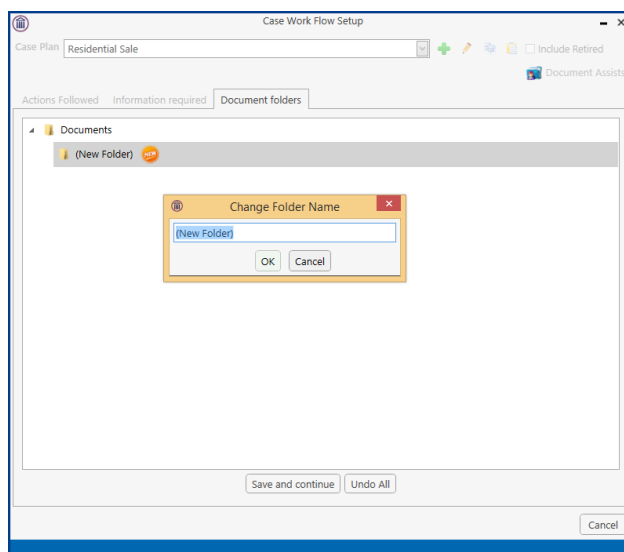 Case Work Flow Setup
Case Plan Residential Sale Include Retired
Document Assists
Actions Followed Information required Document folders
Documents
(New Folder) NEW
Change Folder Name
(New Folder)
OK Cancel
Save and continue Undo All
Cancel